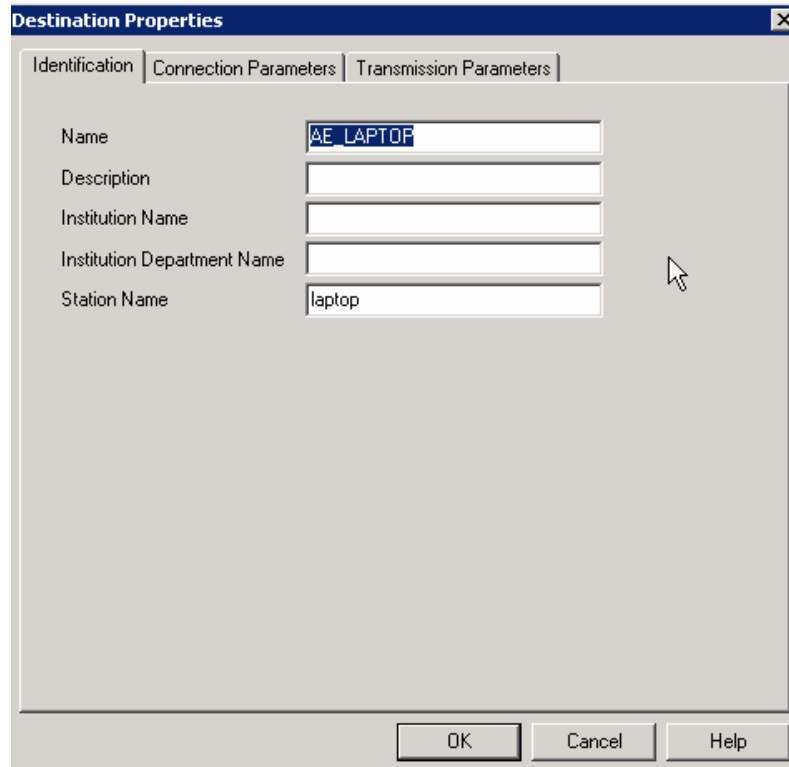 Destination Properties
Identification Connection Parameters Transmission Parameters
Name AE_LAPTOP
Description
Institution Name
Institution Department Name
Station Name laptop
OK Cancel Help